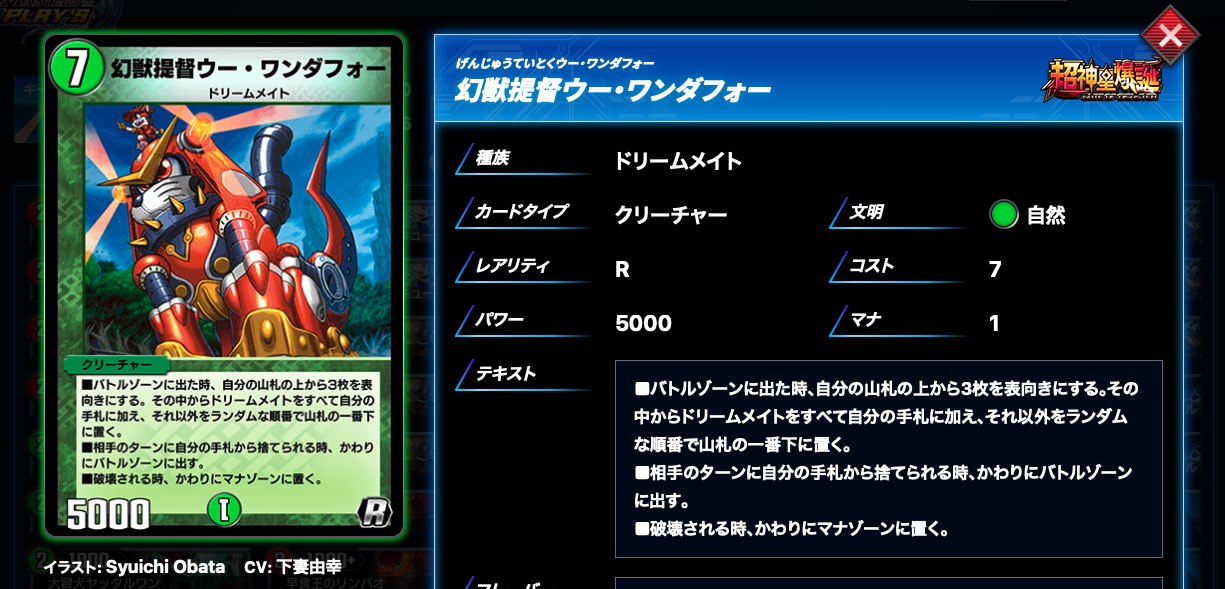 PLAY'S
7
幻獣提督ウー・ワンダフォー
ドリームメイト
クリーチャー
■バトルゾーンに出た時、自分の山札の上から3枚を表
向きにする。その中からドリームメイトをすべて自分の
手札に加え、それ以外をランダムな順番で山札の一番下
に置く。
■相手のターンに自分の手札から捨てられる時、かわり
にバトルゾーンに出す。
■破壊される時、かわりにマナゾーンに置く。
5000
1
R
イラスト: Syuichi Obata CV: 下妻由幸
大冒犬ヤッタルワン
早食王のリンパオ
げんじゅうていとくウー・ワンダフォー
幻獣提督ウー・ワンダフォー
超神星爆誕
種族
ドリームメイト
カードタイプ
クリーチャー
文明
自然
レアリティ
R
コスト
7
パワー
5000
マナ
1
テキスト
■バトルゾーンに出た時、自分の山札の上から3枚を表向きにする。その
中からドリームメイトをすべて自分の手札に加え、それ以外をランダム
な順番で山札の一番下に置く。
■相手のターンに自分の手札から捨てられる時、かわりにバトルゾーン
に出す。
■破壊される時、かわりにマナゾーンに置く。